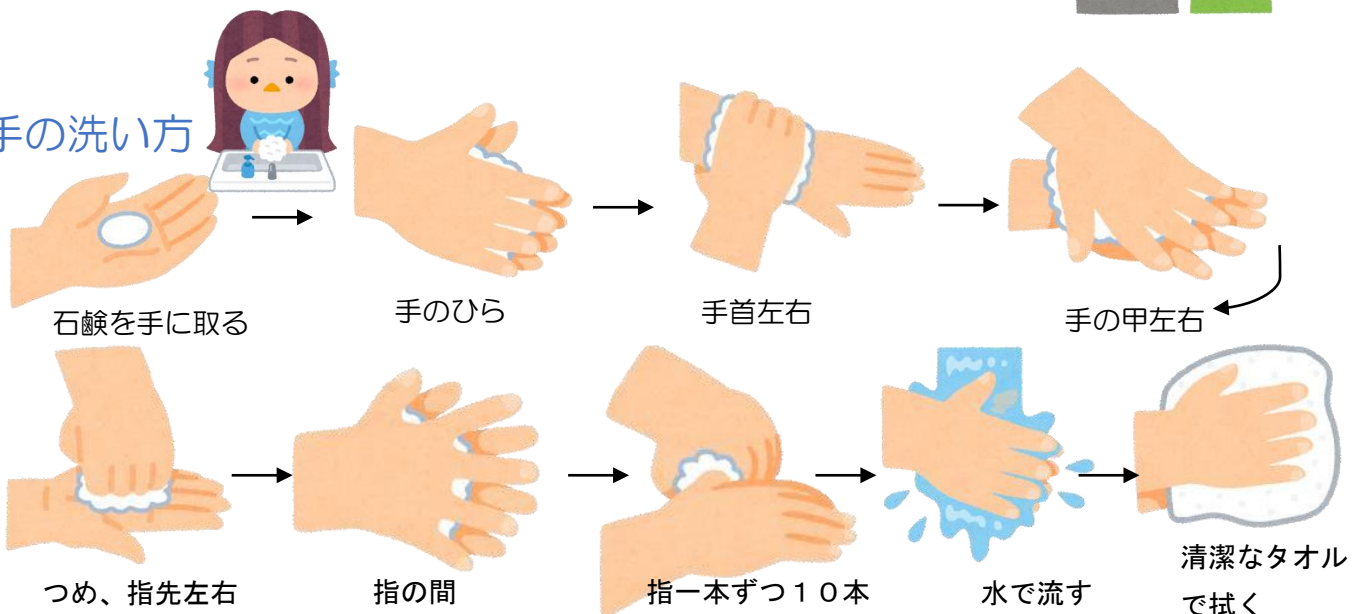 手の洗い方
石鹸を手に取る
手のひら
手首左右
手の甲左右
つめ、指先左右
指の間
指一本ずつ１０本
水で流す
清潔なタオル
で拭く